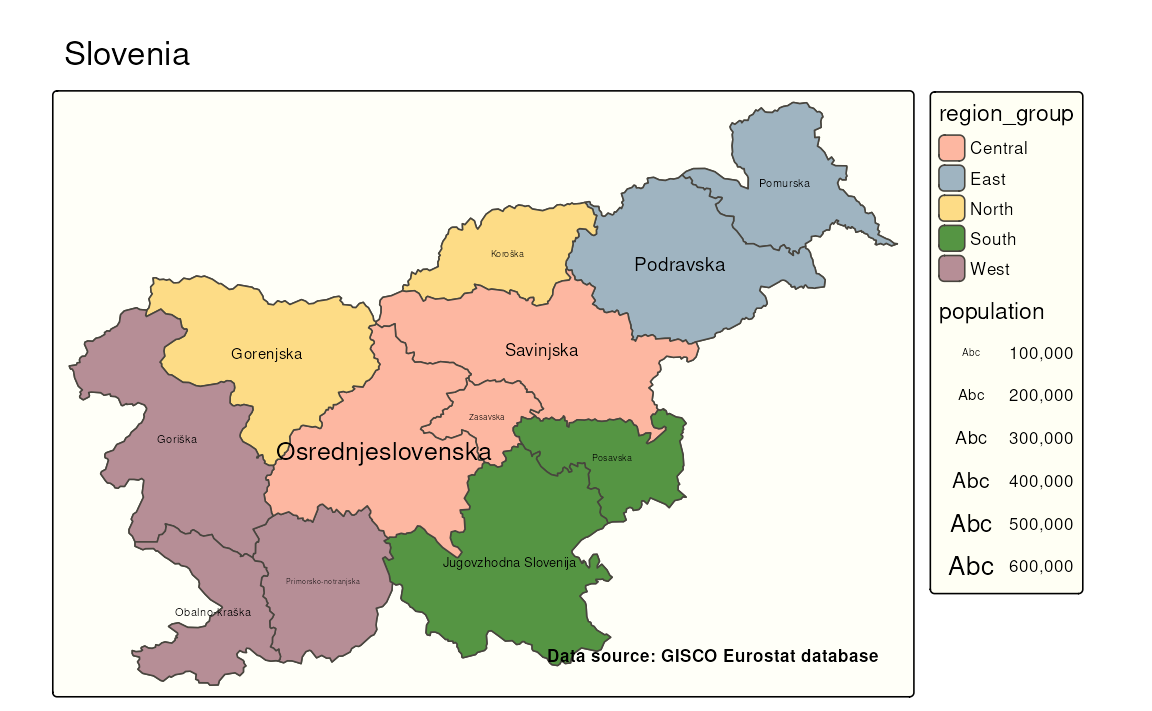 Slovenia
Pomurska
Koroška
Podravska
Gorenjska
Savinjska
Zasavska
Goriška
Osrednjeslovenska
Posavska
Jugovzhodna Slovenija
Primorsko-notranjska
Obalno-kraška
Data source: GISCO Eurostat database
region_group
Central
East
North
South
West
population
Abc 100,000
Abc 200,000
Abc 300,000
Abc 400,000
Abc 500,000
Abc 600,000